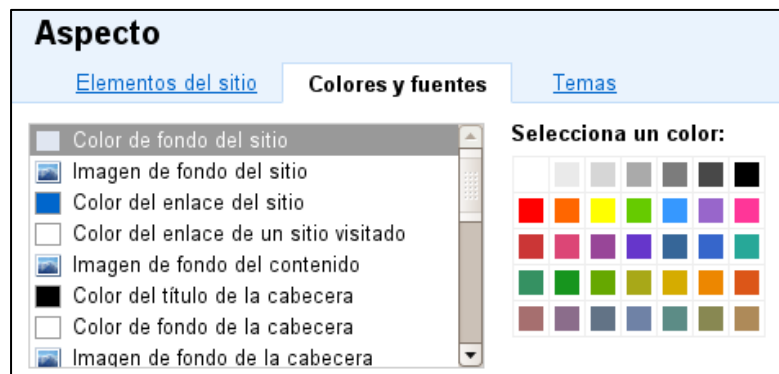 Aspecto
Elementos del sitio
Colores y fuentes
Temas
Color de fondo del sitio
Imagen de fondo del sitio
Color del enlace del sitio
Color del enlace de un sitio visitado
Imagen de fondo del contenido
Color del título de la cabecera
Color de fondo de la cabecera
Imagen de fondo de la cabecera
Selecciona un color: